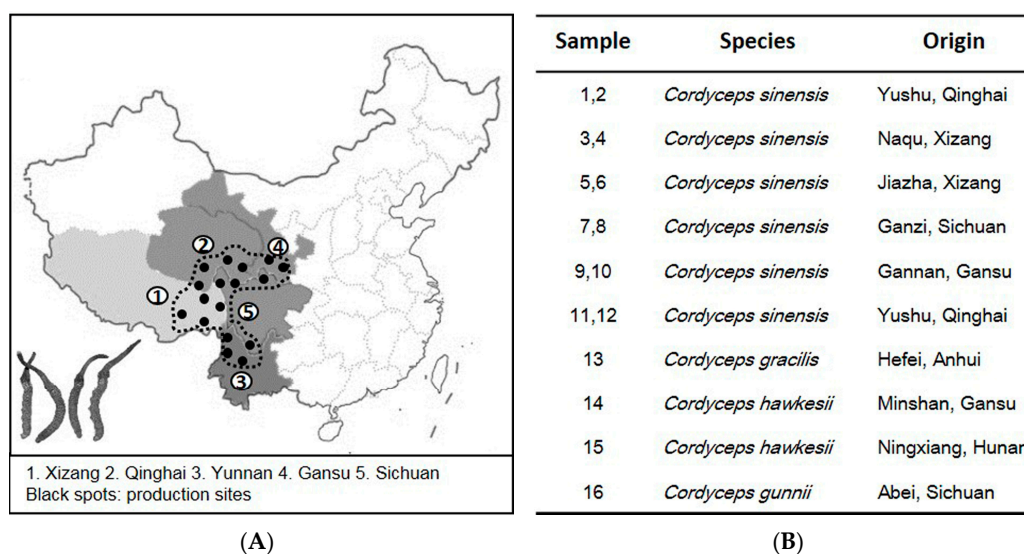 2
4
1
5
3
1. Xizang 2. Qinghai 3. Yunnan 4. Gansu 5. Sichuan
Black spots: production sites
(A)
Sample Species Origin
1,2 Cordyceps sinensis Yushu, Qinghai
3,4 Cordyceps sinensis Naqu, Xizang
5,6 Cordyceps sinensis Jiazha, Xizang
7,8 Cordyceps sinensis Ganzi, Sichuan
9,10 Cordyceps sinensis Gannan, Gansu
11,12 Cordyceps sinensis Yushu, Qinghai
13 Cordyceps gracilis Hefei, Anhui
14 Cordyceps hawkesii Minshan, Gansu
15 Cordyceps hawkesii Ningxiang, Hunan
16 Cordyceps gunnii Abei, Sichuan
(B)